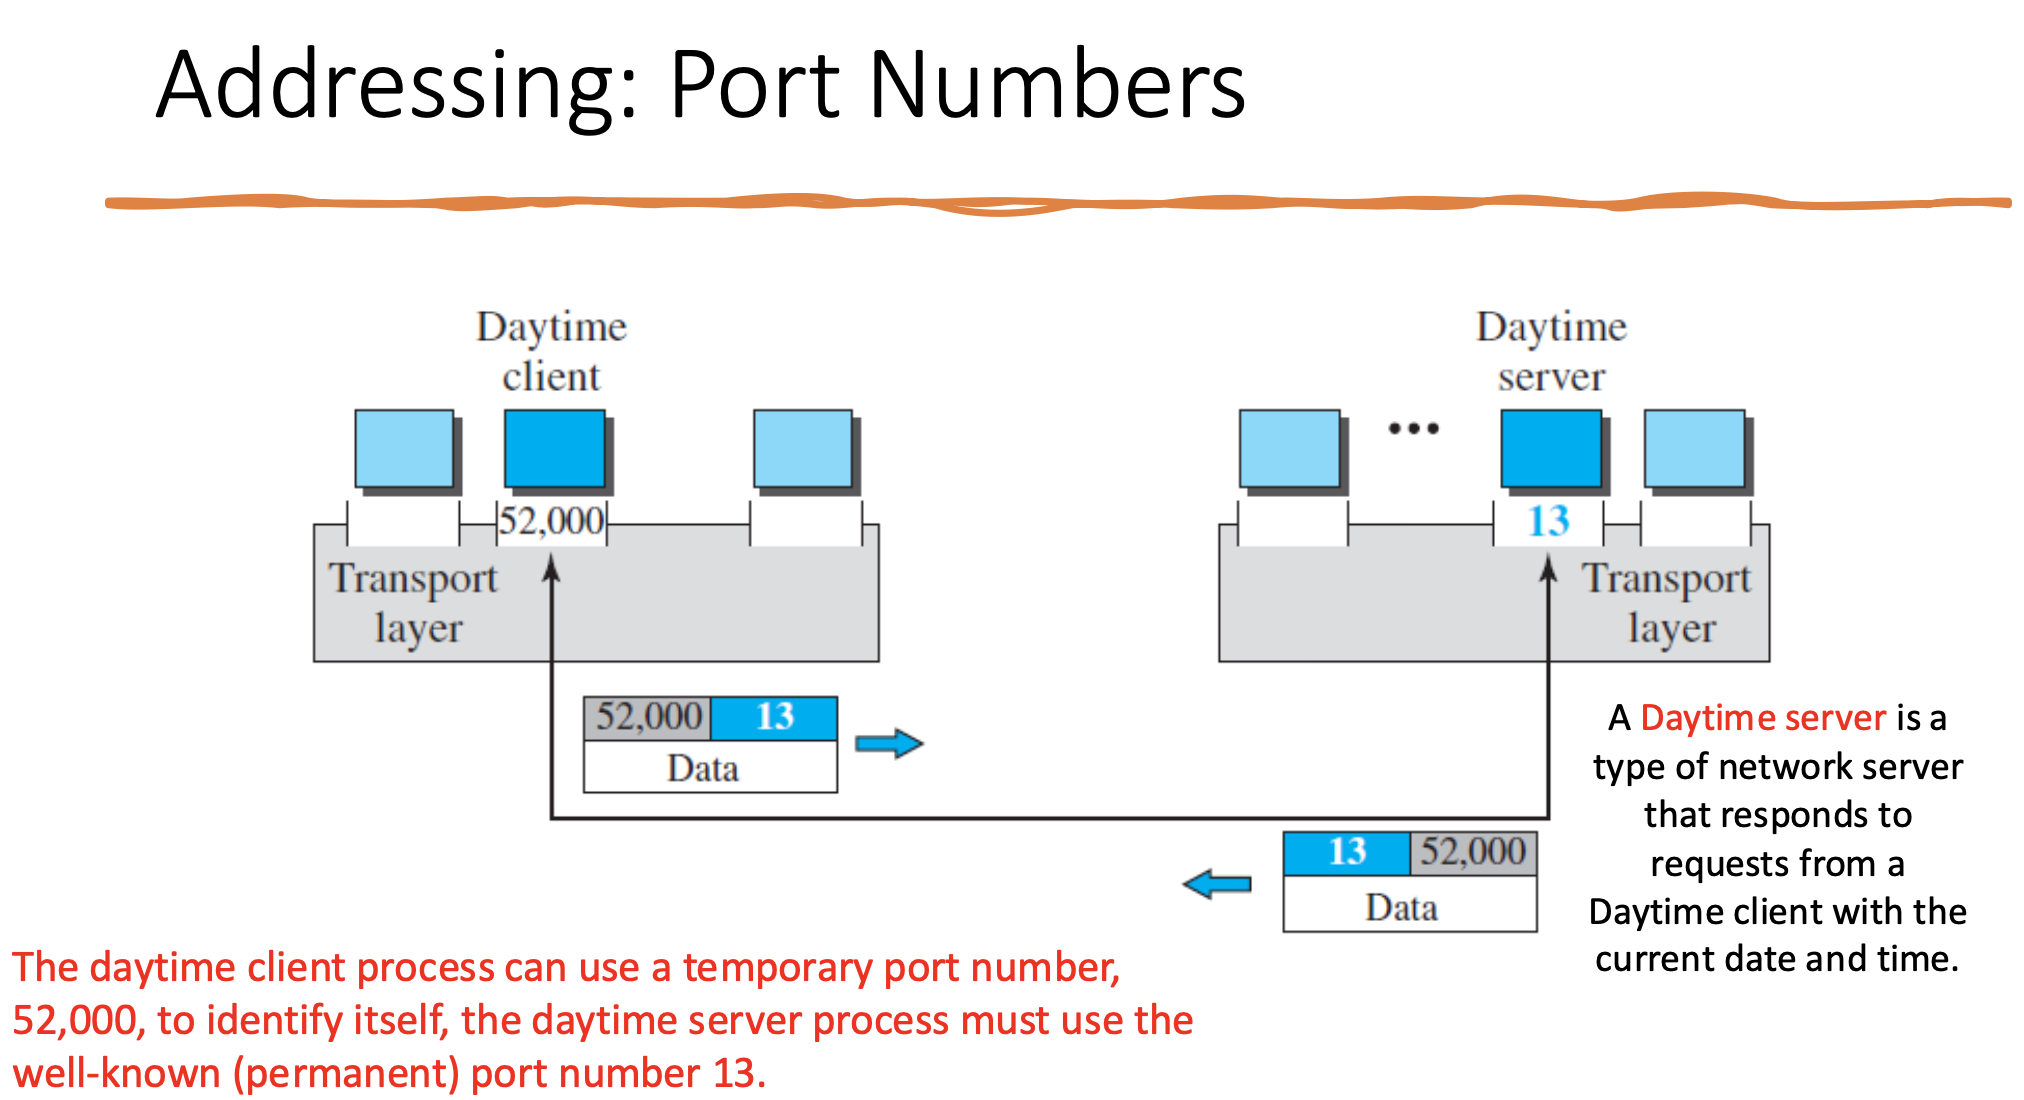 Addressing: Port Numbers
Daytime
client
Daytime
server
52,000
13
Transport
layer
Transport
layer
52,000 13
Data
13 52,000
Data
A Daytime server is a
type of network server
that responds to
requests from a
Daytime client with the
current date and time.
The daytime client process can use a temporary port number,
52,000, to identify itself, the daytime server process must use the
well-known (permanent) port number 13.